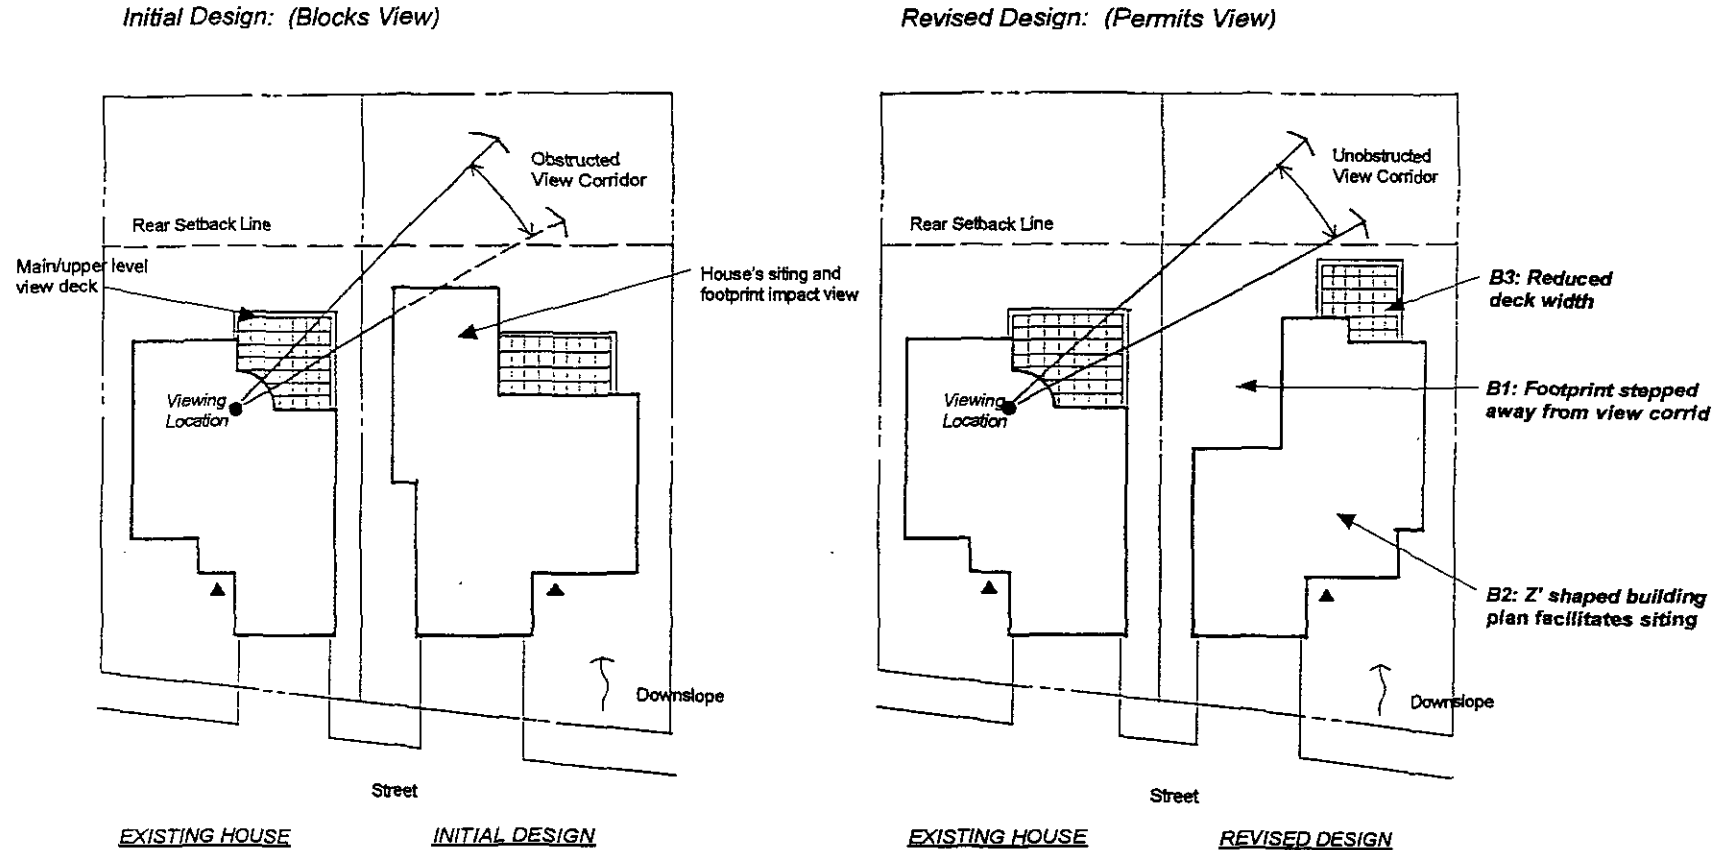 Initial Design: (Blocks View)
Obstructed
View Corridor
Rear Setback Line
Main/upper level
view deck
House's siting and
footprint impact view
Viewing
Location
Downslope
Street
EXISTING HOUSE
INITIAL DESIGN
Revised Design: (Permits View)
Unobstructed
View Corridor
Rear Setback Line
B3: Reduced
deck width
B1: Footprint stepped
away from view corrid
Viewing
Location
B2: Z' shaped building
plan facilitates siting
Downslope
Street
EXISTING HOUSE
REVISED DESIGN